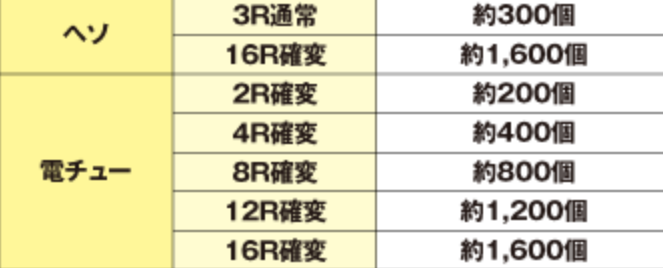 ヘソ
3R通常 約300個
16R確変 約1,600個
電チュー
2R確変 約200個
4R確変 約400個
8R確変 約800個
12R確変 約1,200個
16R確変 約1,600個